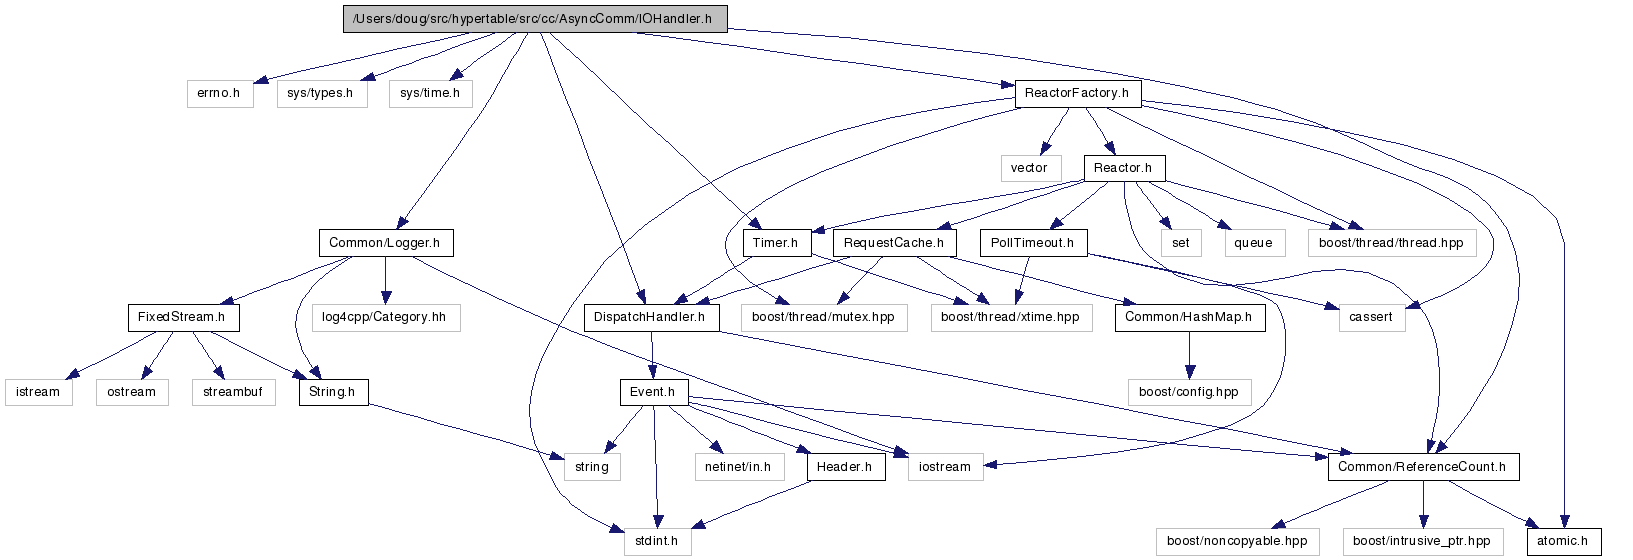 /Users/doug/src/hypertable/src/cc/AsyncComm/IOHandler.h
errno.h
sys/types.h
sys/time.h
ReactorFactory.h
vector
Reactor.h
Common/Logger.h
Timer.h
RequestCache.h
PollTimeout.h
set
queue
boost/thread/thread.hpp
FixedStream.h
log4cpp/Category.hh
DispatchHandler.h
boost/thread/mutex.hpp
boost/thread/xtime.hpp
Common/HashMap.h
cassert
istream
ostream
streambuf
String.h
Event.h
boost/config.hpp
string
netinet/in.h
Header.h
iostream
Common/ReferenceCount.h
stdint.h
boost/noncopyable.hpp
boost/intrusive_ptr.hpp
atomic.h